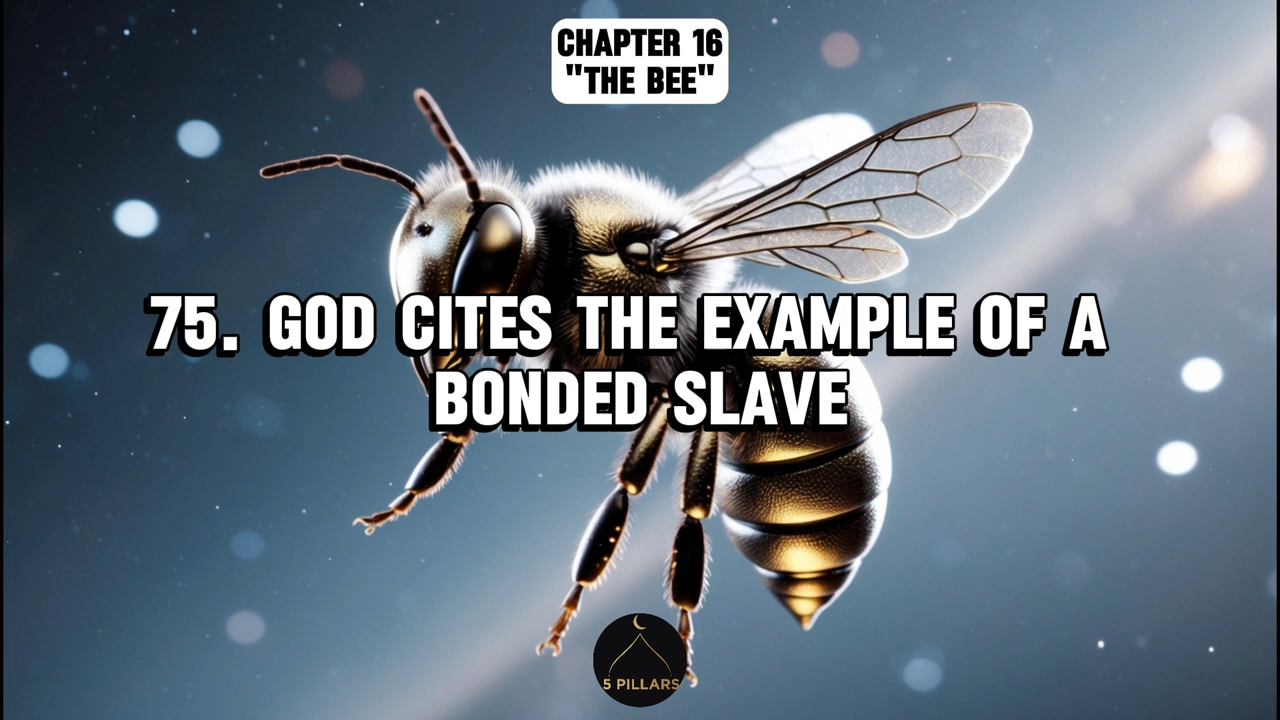 CHAPTER 16
"THE BEE"
75. GOD CITES THE EXAMPLE OF A
BONDED SLAVE
5 PILLARS